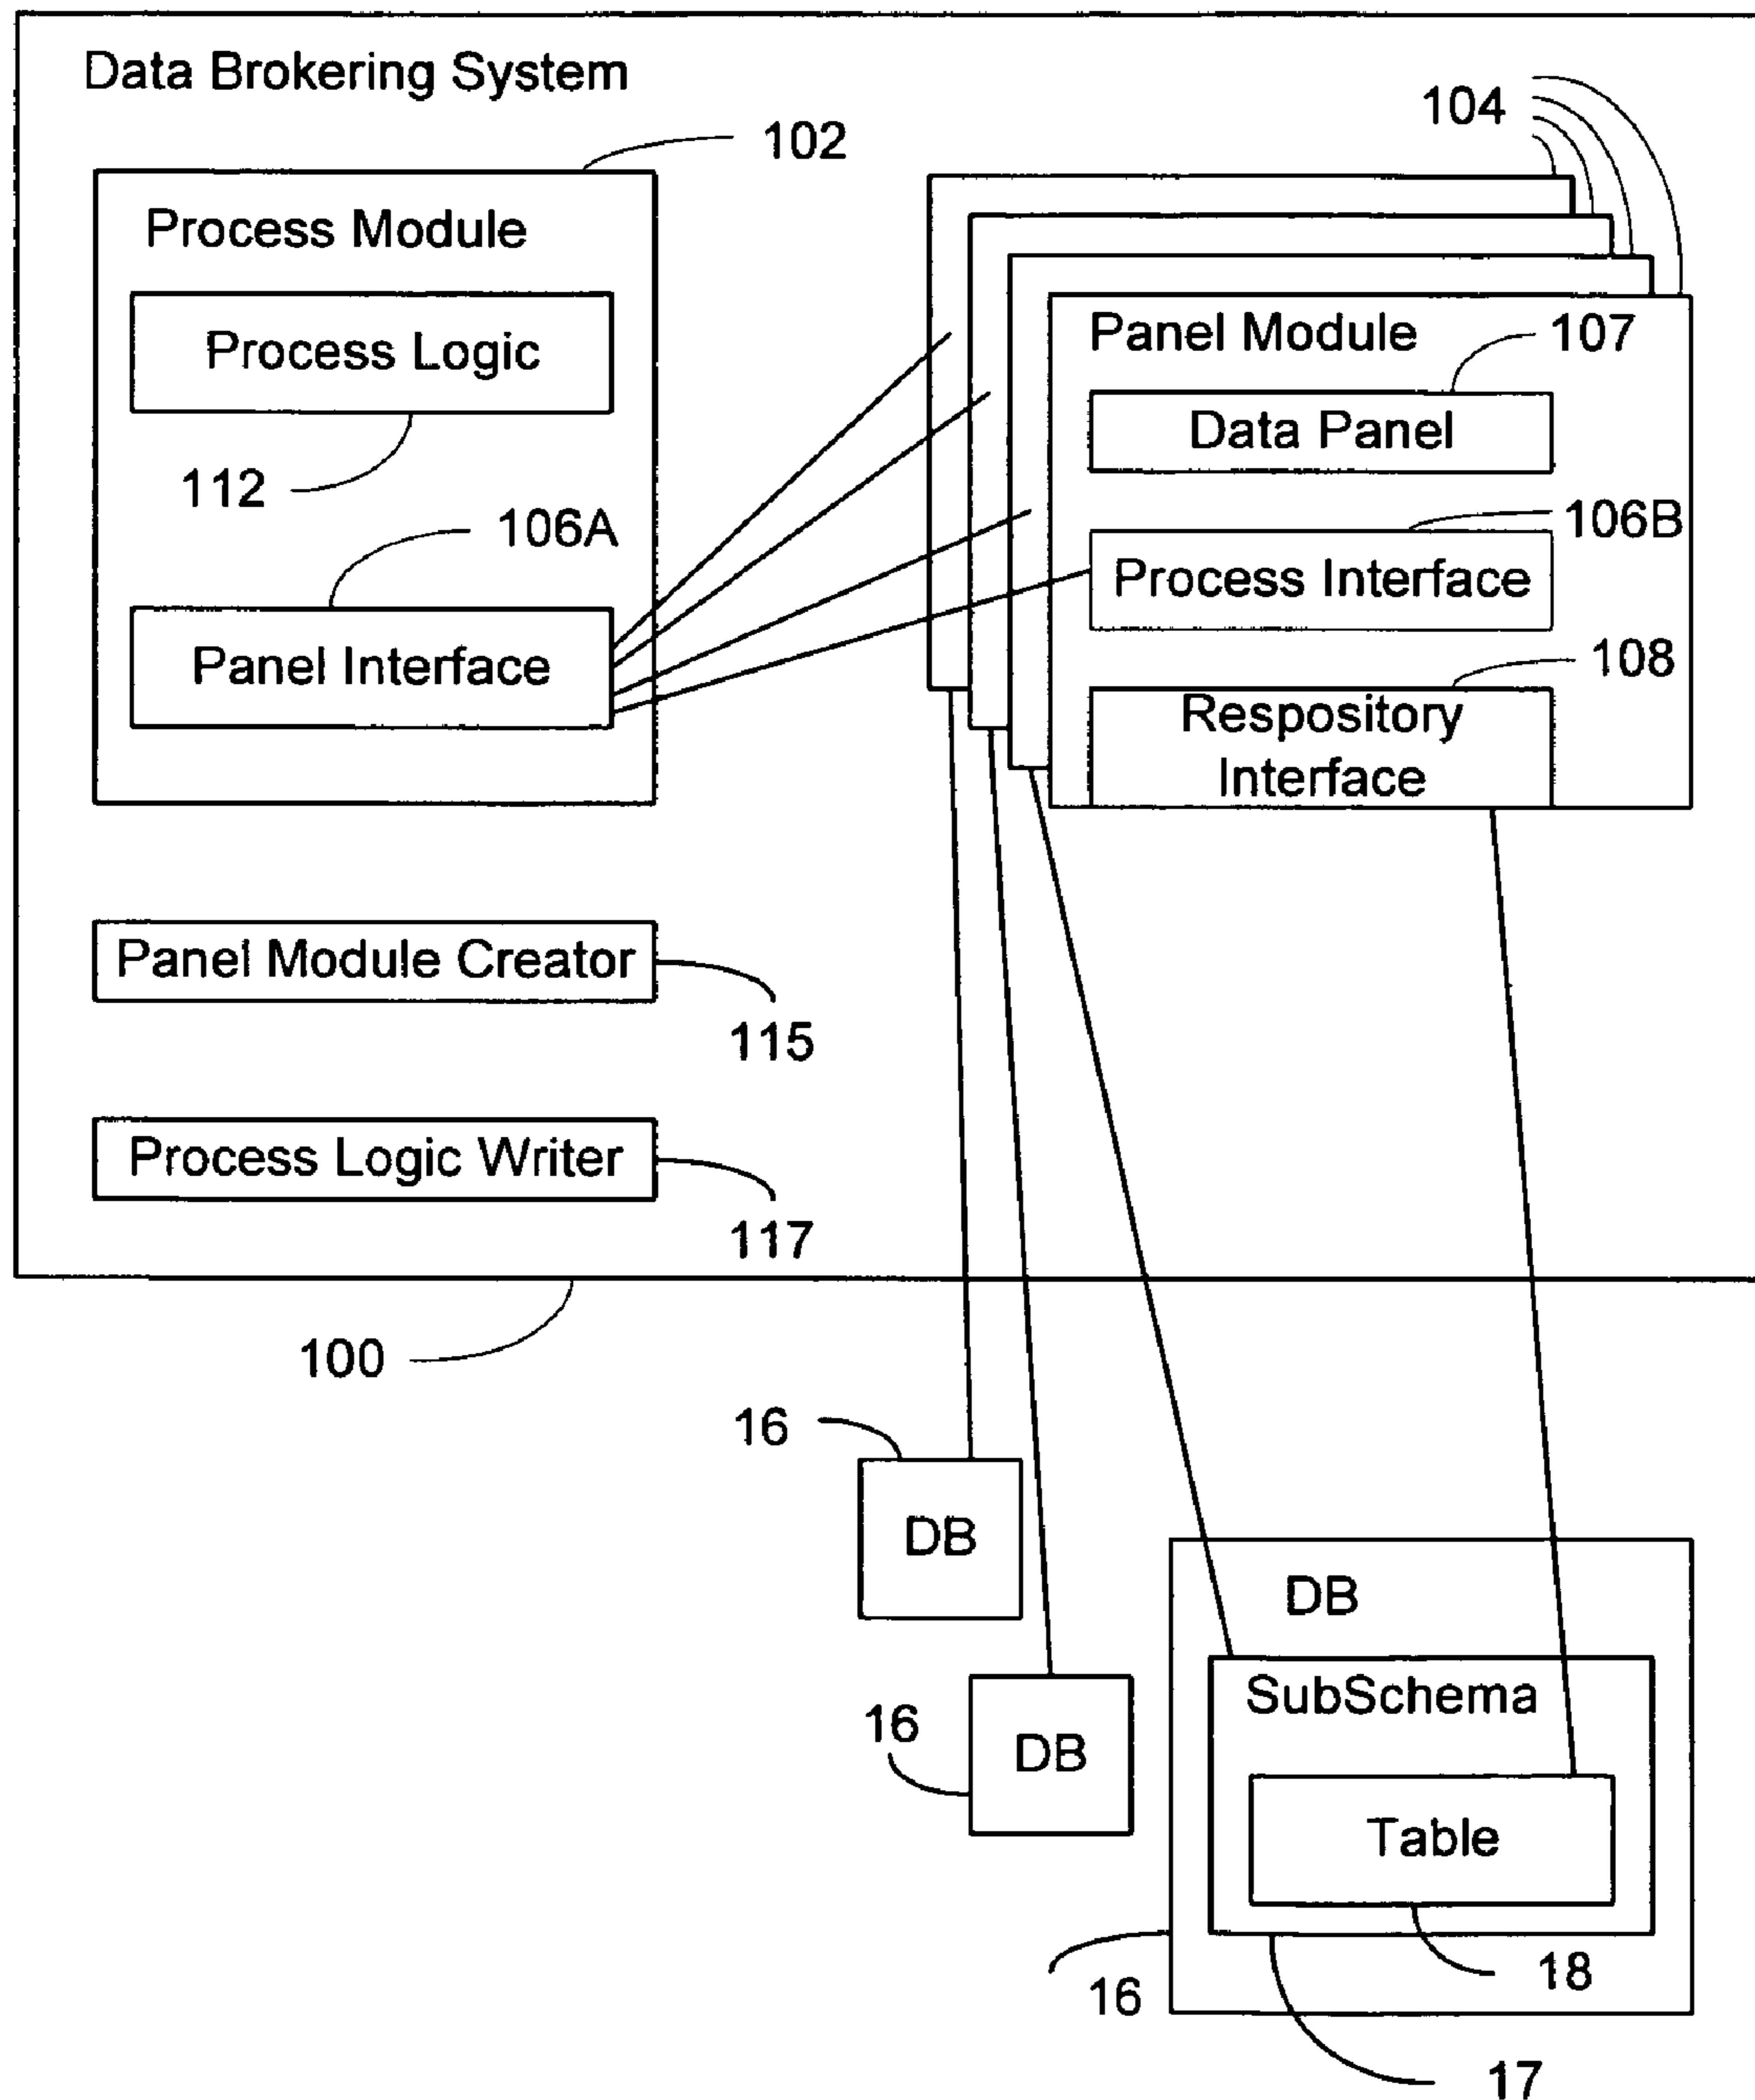 Data Brokering System
104
102
Process Module
Process Logic
112
106A
Panel Interface
Panel Module
107
Data Panel
106B
Process Interface
108
Respository
Interface
Panel Module Creator
115
Process Logic Writer
117
100
16
DB
16
DB
DB
SubSchema
Table
18
16
17